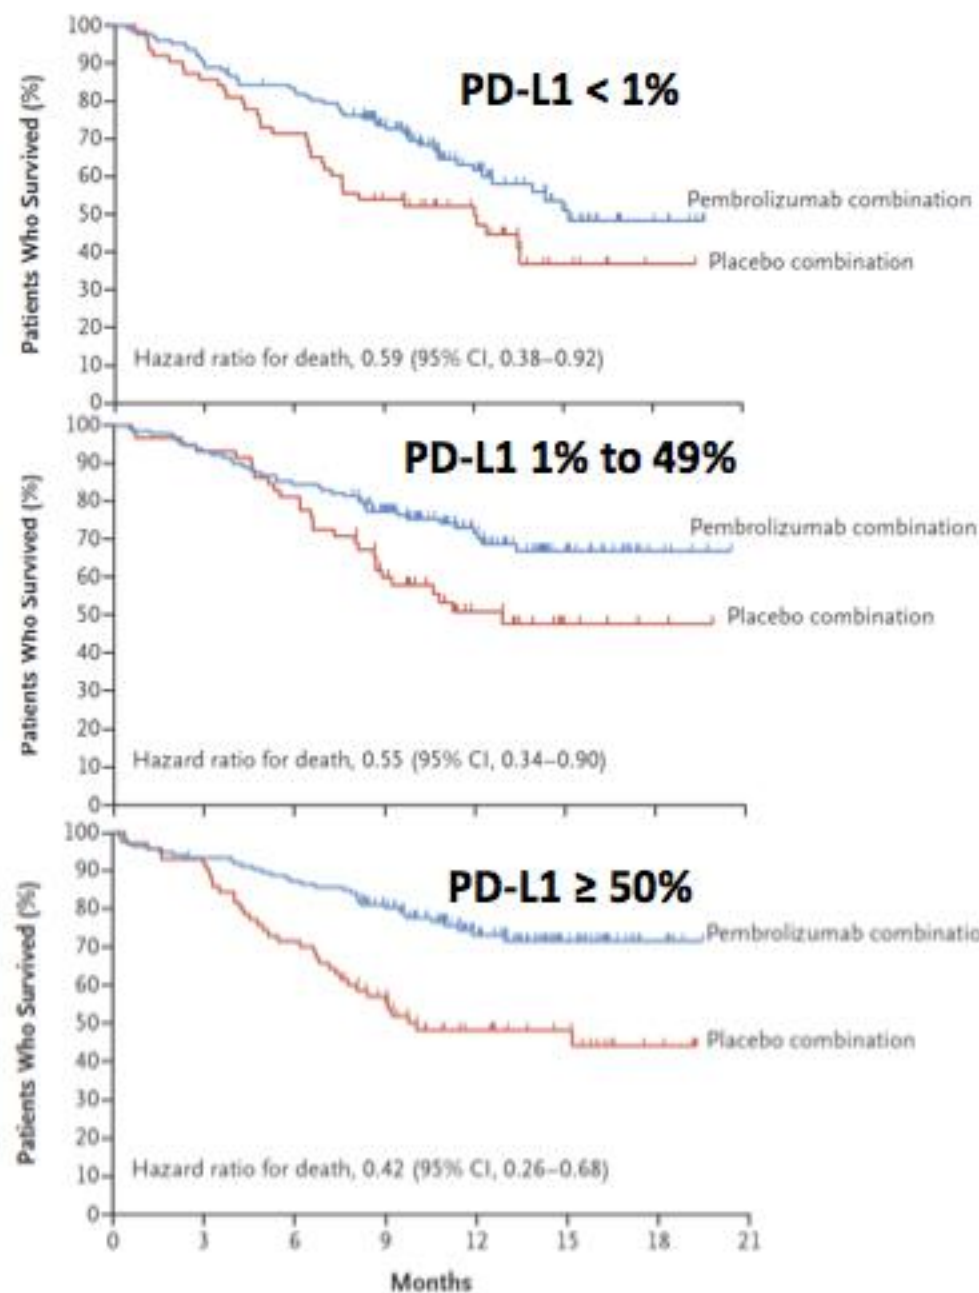 Patients Who Survived (%)
100
90
80
70
60
50
40
30
20
10
0
PD-L1 < 1%
Pembrolizumab combination
Placebo combination
Hazard ratio for death, 0.59 (95% CI, 0.38–0.92)
Patients Who Survived (%)
100
90
80
70
60
50
40
30
20
10
0
PD-L1 1% to 49%
Pembrolizumab combination
Placebo combination
Hazard ratio for death, 0.55 (95% CI, 0.34–0.90)
Patients Who Survived (%)
100
90
80
70
60
50
40
30
20
10
0
PD-L1 ≥ 50%
Pembrolizumab combinatio
Placebo combination
Hazard ratio for death, 0.42 (95% CI, 0.26–0.68)
0 3 6 9 12 15 18 21
Months